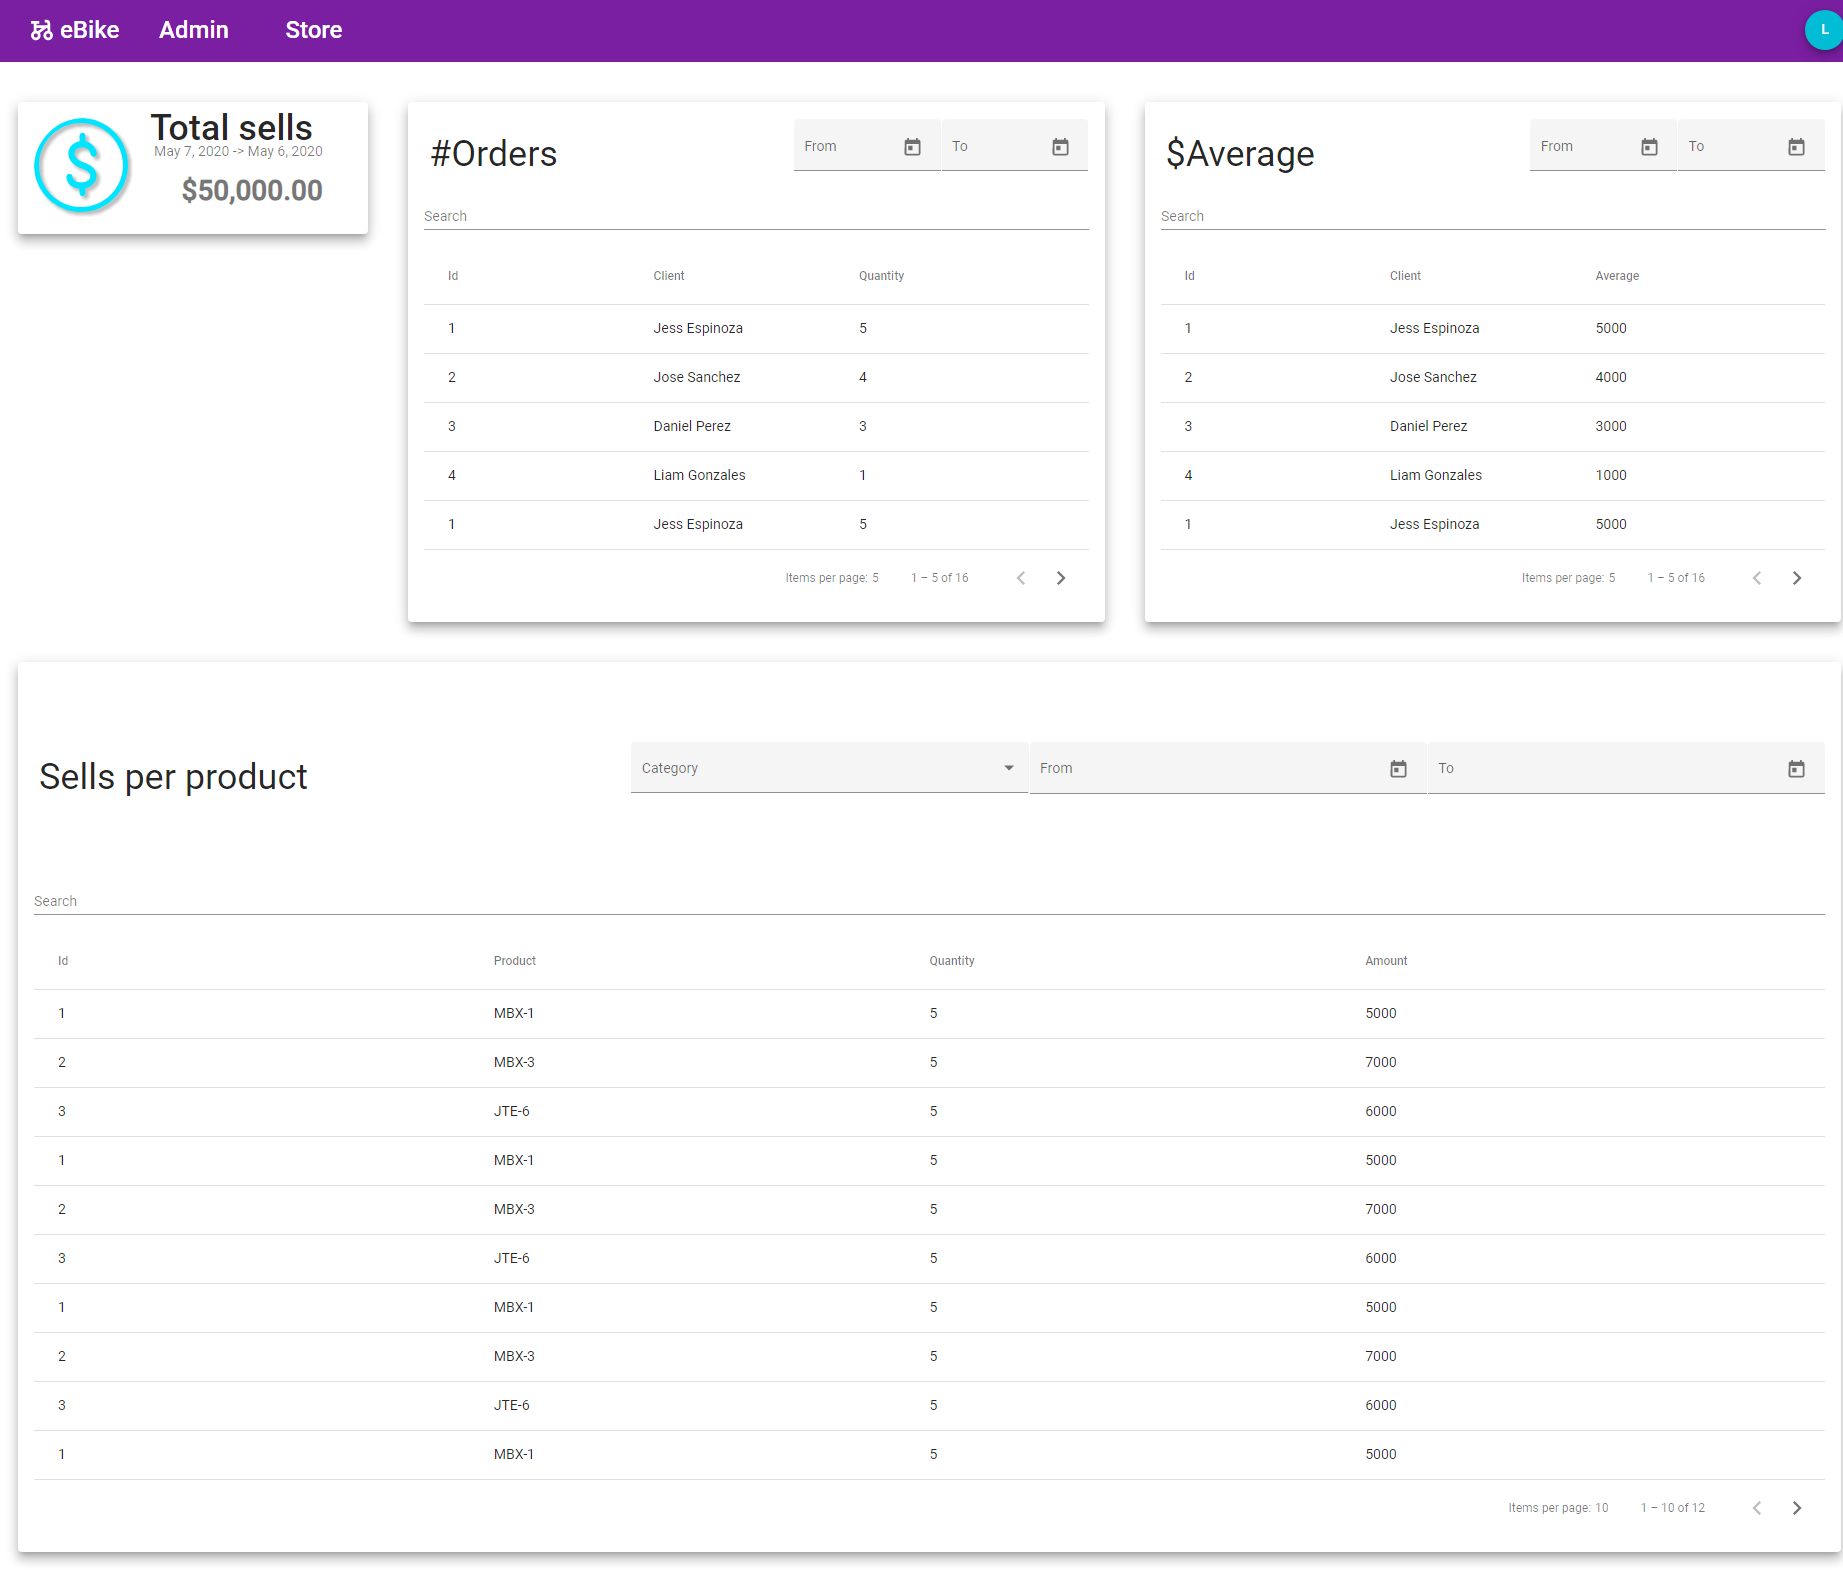 eBike Admin Store L
Total sells
May 7, 2020 -> May 6, 2020
$50,000.00
#Orders
From To
Search
Id Client Quantity
1 Jess Espinoza 5
2 Jose Sanchez 4
3 Daniel Perez 3
4 Liam Gonzales 1
1 Jess Espinoza 5
Items per page: 5 1 – 5 of 16
$Average
From To
Search
Id Client Average
1 Jess Espinoza 5000
2 Jose Sanchez 4000
3 Daniel Perez 3000
4 Liam Gonzales 1000
1 Jess Espinoza 5000
Items per page: 5 1 – 5 of 16
Sells per product
Category From To
Search
Id Product Quantity Amount
1 MBX-1 5 5000
2 MBX-3 5 7000
3 JTE-6 5 6000
1 MBX-1 5 5000
2 MBX-3 5 7000
3 JTE-6 5 6000
1 MBX-1 5 5000
2 MBX-3 5 7000
3 JTE-6 5 6000
1 MBX-1 5 5000
Items per page: 10 1 – 10 of 12